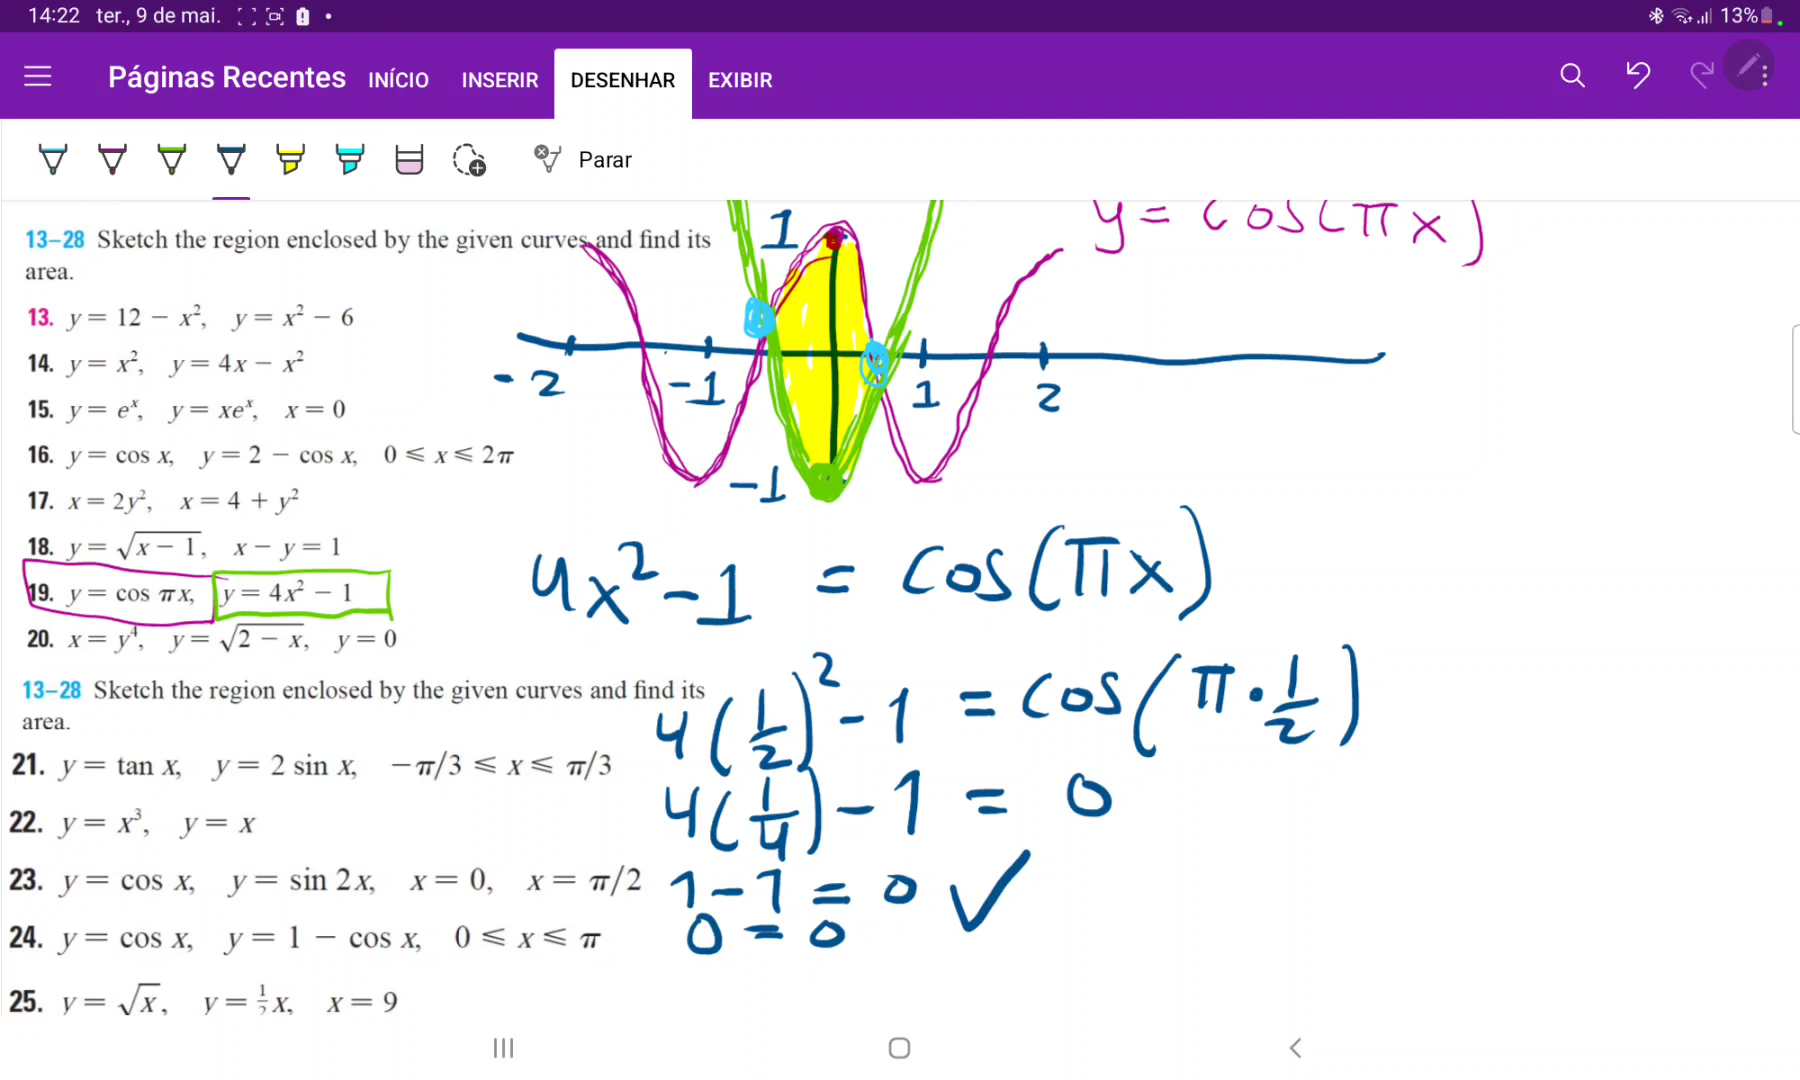 14:22 ter., 9 de mai.
13%
Páginas Recentes INÍCIO INSERIR DESENHAR EXIBIR
Parar
y = cos(πx)
13–28 Sketch the region enclosed by the given curves and find its
area.
13. y = 12 − x², y = x² − 6
14. y = x², y = 4x − x²
15. y = eˣ, y = xeˣ, x = 0
16. y = cos x, y = 2 − cos x, 0 ⩽ x ⩽ 2π
17. x = 2y², x = 4 + y²
18. y = √(x − 1), x − y = 1
19. y = cos πx, y = 4x² − 1
20. x = y⁴, y = √(2 − x), y = 0
13–28 Sketch the region enclosed by the given curves and find its
area.
21. y = tan x, y = 2 sin x, −π/3 ⩽ x ⩽ π/3
22. y = x³, y = x
23. y = cos x, y = sin 2x, x = 0, x = π/2
24. y = cos x, y = 1 − cos x, 0 ⩽ x ⩽ π
25. y = √x, y = ½x, x = 9
1
-2 -1 1 2
-1
4x² - 1 = cos(πx)
4(1/2)² - 1 = cos(π · 1/2)
4(1/4) - 1 = 0
1 - 1 = 0 ✓
0 = 0